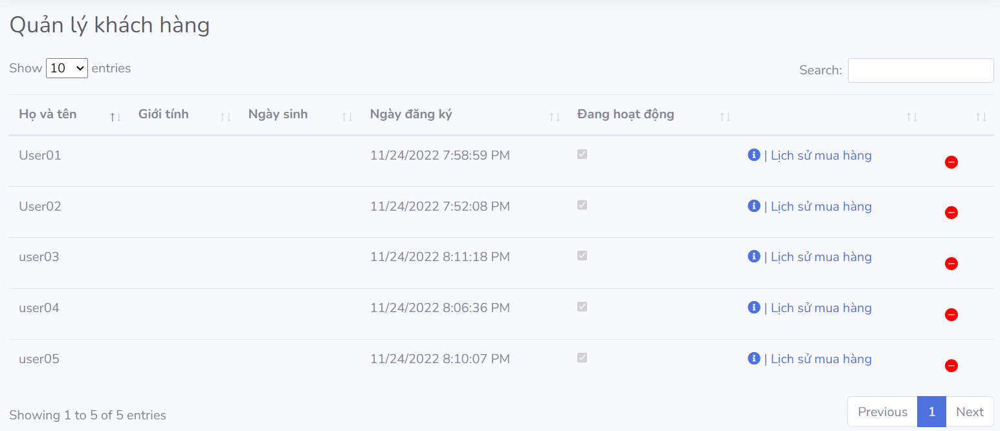 Quản lý khách hàng
Show 10 entries
Search:
Họ và tên Giới tính Ngày sinh Ngày đăng ký Đang hoạt động
User01 11/24/2022 7:58:59 PM | Lịch sử mua hàng
User02 11/24/2022 7:52:08 PM | Lịch sử mua hàng
user03 11/24/2022 8:11:18 PM | Lịch sử mua hàng
user04 11/24/2022 8:06:36 PM | Lịch sử mua hàng
user05 11/24/2022 8:10:07 PM | Lịch sử mua hàng
Showing 1 to 5 of 5 entries
Previous 1 Next